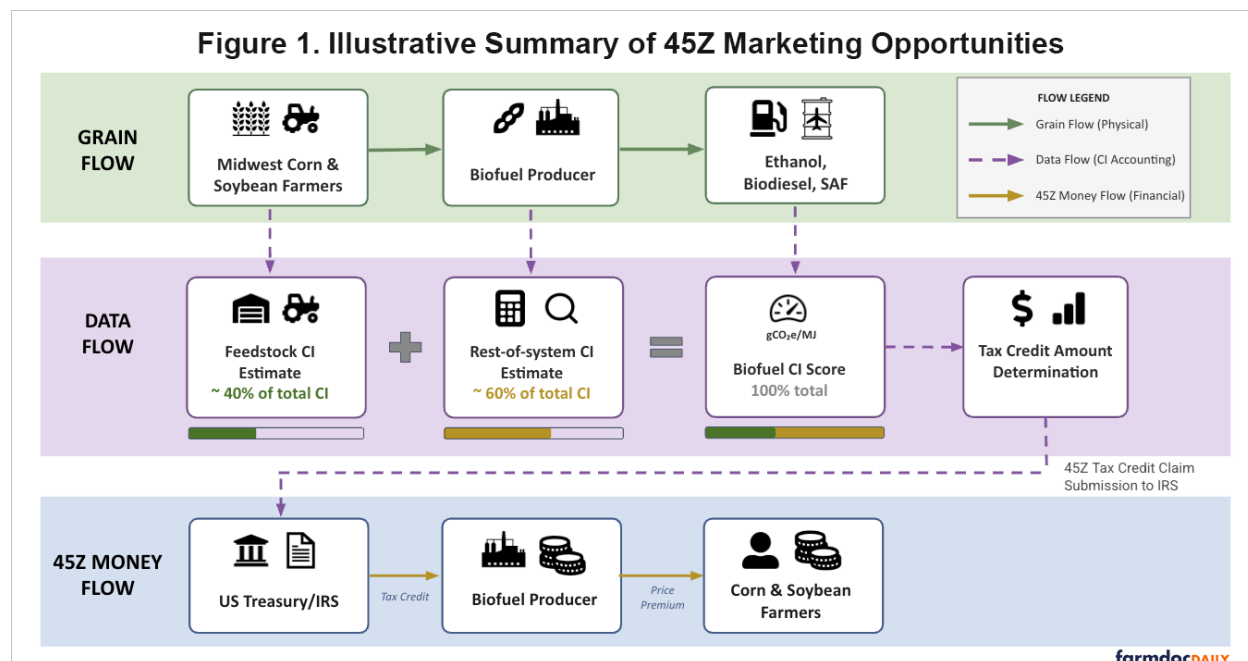 Figure 1. Illustrative Summary of 45Z Marketing Opportunities
GRAIN
FLOW
Midwest Corn &
Soybean Farmers
Biofuel Producer
Ethanol,
Biodiesel, SAF
FLOW LEGEND
Grain Flow (Physical)
Data Flow (CI Accounting)
45Z Money Flow (Financial)
DATA
FLOW
Feedstock CI
Estimate
~ 40% of total CI
Rest-of-system CI
Estimate
~ 60% of total CI
gCO₂e/MJ
Biofuel CI Score
100% total
Tax Credit Amount
Determination
45Z Tax Credit Claim
Submission to IRS
45Z MONEY
FLOW
US Treasury/IRS
Tax Credit
Biofuel Producer
Price
Premium
Corn & Soybean
Farmers
farmdocDAILY